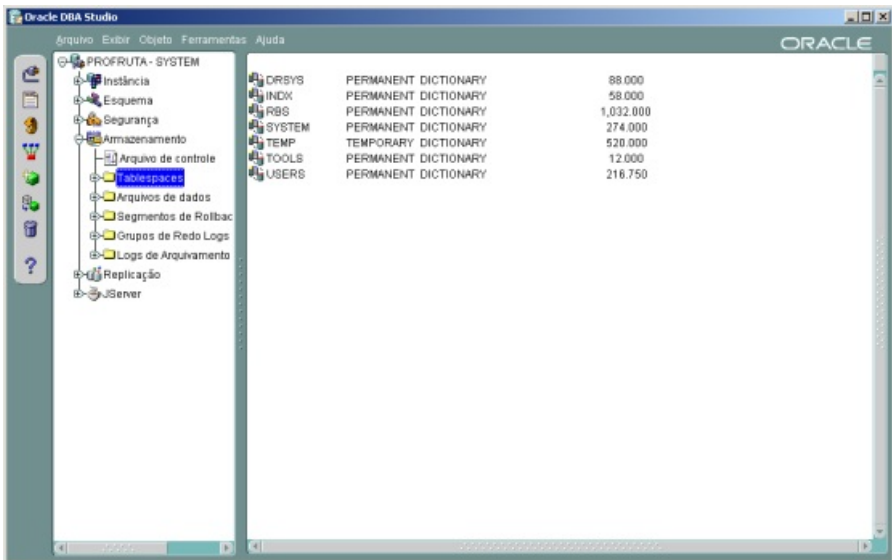 Oracle DBA Studio
Arquivo Exibir Objeto Ferramentas Ajuda
ORACLE
PROFRUTA - SYSTEM
Instância
Esquema
Segurança
Armazenamento
Arquivo de controle
Tablespaces
Arquivos de dados
Segmentos de Rollbac
Grupos de Redo Logs
Logs de Arquivamento
Replicação
JServer
DRSYS PERMANENT DICTIONARY 88.000
INDX PERMANENT DICTIONARY 58.000
RBS PERMANENT DICTIONARY 1,032.000
SYSTEM PERMANENT DICTIONARY 274.000
TEMP TEMPORARY DICTIONARY 520.000
TOOLS PERMANENT DICTIONARY 12.000
USERS PERMANENT DICTIONARY 216.750
?